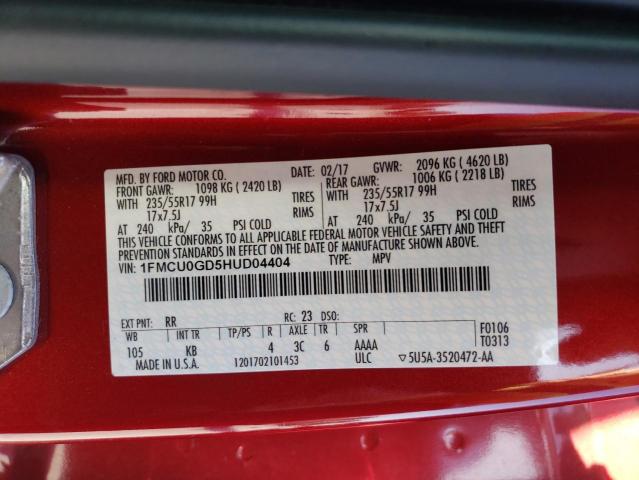 MFD. BY FORD MOTOR CO.
DATE: 02/17 GVWR: 2096 KG ( 4620 LB)
FRONT GAWR: 1098 KG ( 2420 LB) REAR GAWR: 1006 KG ( 2218 LB)
WITH 235/55R17 99H TIRES WITH 235/55R17 99H TIRES
17x7.5J RIMS 17x7.5J RIMS
AT 240 kPa/ 35 PSI COLD AT 240 kPa/ 35 PSI COLD
THIS VEHICLE CONFORMS TO ALL APPLICABLE FEDERAL MOTOR VEHICLE SAFETY AND THEFT
PREVENTION STANDARDS IN EFFECT ON THE DATE OF MANUFACTURE SHOWN ABOVE.
VIN: 1FMCU0GD5HUD04404 TYPE: MPV
EXT PNT: RR RC: 23 DSO: F0106
WB INT TR TP/PS R AXLE TR SPR T0313
105 KB 4 3C 6 AAAA
MADE IN U.S.A. 1201702101453 ULC ▽5U5A-3520472-AA